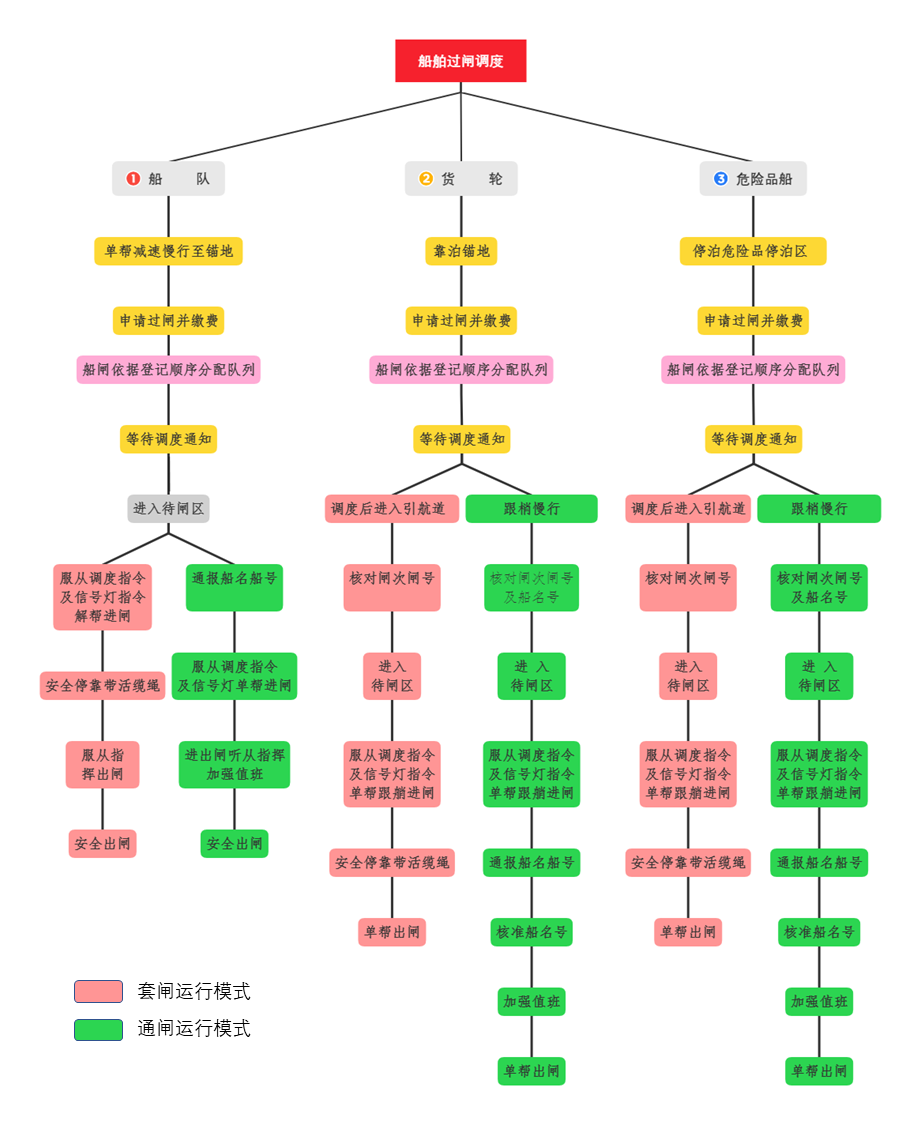 船舶过闸调度
1 船 队
单帮减速慢行至锚地
申请过闸并缴费
船闸依据登记顺序分配队列
等待调度通知
进入待闸区
服从调度指令
及信号灯指令
解帮进闸
安全停靠带活缆绳
服从指
挥出闸
安全出闸
通报船名船号
服从调度指令
及信号灯单帮进闸
进出闸听从指挥
加强值班
安全出闸
2 货 轮
靠泊锚地
申请过闸并缴费
船闸依据登记顺序分配队列
等待调度通知
调度后进入引航道
核对闸次闸号
进入
待闸区
服从调度指令
及信号灯指令
单帮跟艄进闸
安全停靠带活缆绳
单帮出闸
跟梢慢行
核对闸次闸号
及船名号
进 入
待闸区
服从调度指令
及信号灯指令
单帮跟艄进闸
通报船名船号
核准船名号
加强值班
单帮出闸
3 危险品船
停泊危险品停泊区
申请过闸并缴费
船闸依据登记顺序分配队列
等待调度通知
调度后进入引航道
核对闸次闸号
进入
待闸区
服从调度指令
及信号灯指令
单帮跟艄进闸
安全停靠带活缆绳
单帮出闸
跟梢慢行
核对闸次闸号
及船名号
进 入
待闸区
服从调度指令
及信号灯指令
单帮跟艄进闸
通报船名船号
核准船名号
加强值班
单帮出闸
套闸运行模式
通闸运行模式